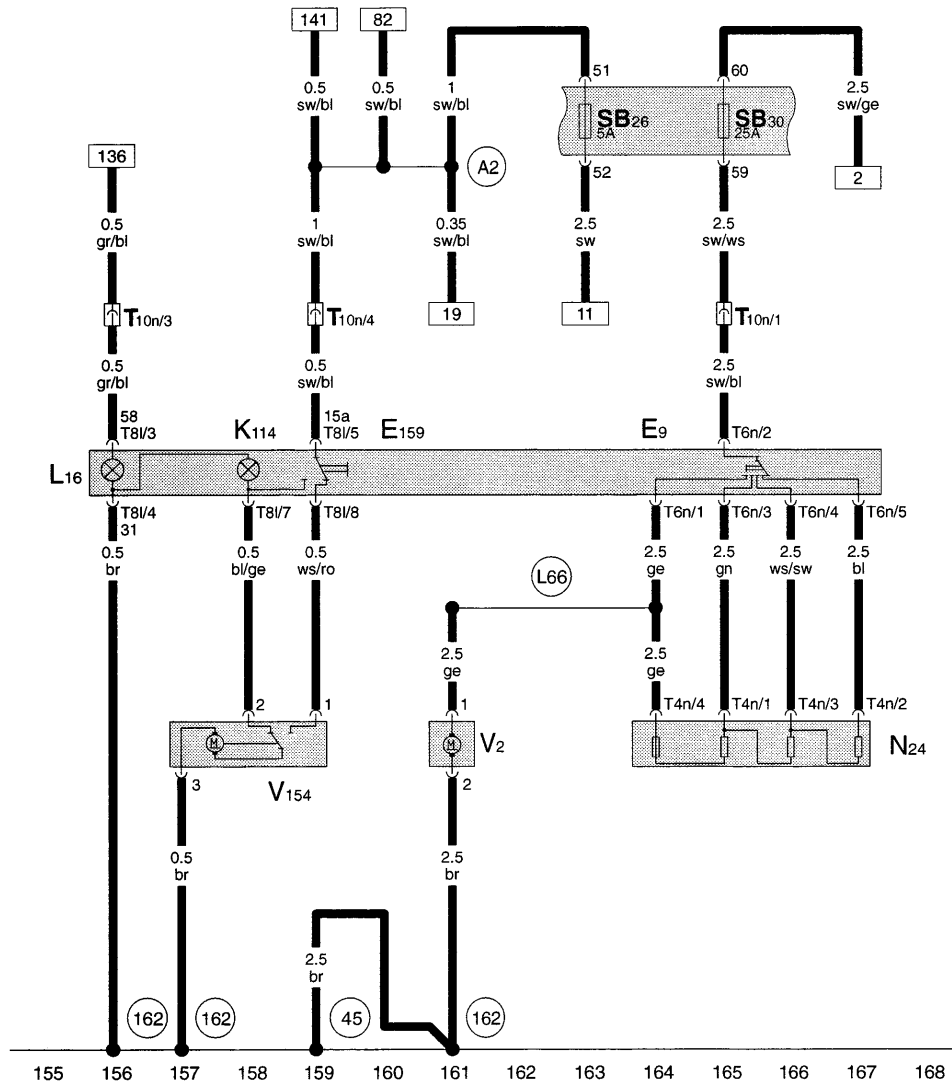 141 82
51 60
0.5 0.5 1 2.5
sw/bl sw/bl sw/bl sw/ge
SB26 SB30
5A 25A
136
A2
52 59
2
0.5 1 0.35 2.5 2.5
gr/bl sw/bl sw/bl sw sw/ws
T10n/3 T10n/4 19 11 T10n/1
0.5 0.5 2.5
gr/bl sw/bl sw/bl
58 15a
T8l/3 K114 T8l/5 E159 E9 T6n/2
L16
T8l/4 T8l/7 T8l/8 T6n/1 T6n/3 T6n/4 T6n/5
31
0.5 0.5 0.5 2.5 2.5 2.5 2.5
br bl/ge ws/ro ge gn ws/sw bl
L66
2.5 2.5
ge ge
2 1 1 T4n/4 T4n/1 T4n/3 T4n/2
M M V2 N24
3 V154 2
0.5 2.5
br br
2.5
br
162 162 45 162
155 156 157 158 159 160 161 162 163 164 165 166 167 168